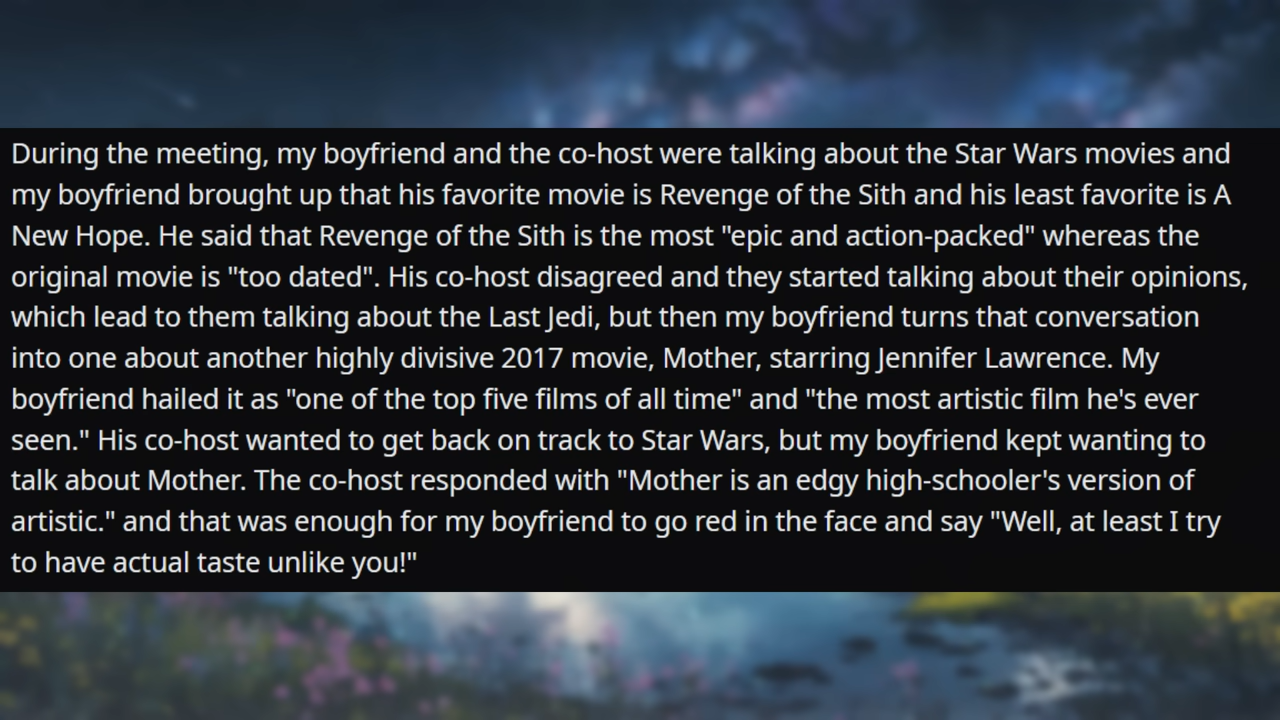 During the meeting, my boyfriend and the co-host were talking about the Star Wars movies and
my boyfriend brought up that his favorite movie is Revenge of the Sith and his least favorite is A
New Hope. He said that Revenge of the Sith is the most "epic and action-packed" whereas the
original movie is "too dated". His co-host disagreed and they started talking about their opinions,
which lead to them talking about the Last Jedi, but then my boyfriend turns that conversation
into one about another highly divisive 2017 movie, Mother, starring Jennifer Lawrence. My
boyfriend hailed it as "one of the top five films of all time" and "the most artistic film he's ever
seen." His co-host wanted to get back on track to Star Wars, but my boyfriend kept wanting to
talk about Mother. The co-host responded with "Mother is an edgy high-schooler's version of
artistic." and that was enough for my boyfriend to go red in the face and say "Well, at least I try
to have actual taste unlike you!"